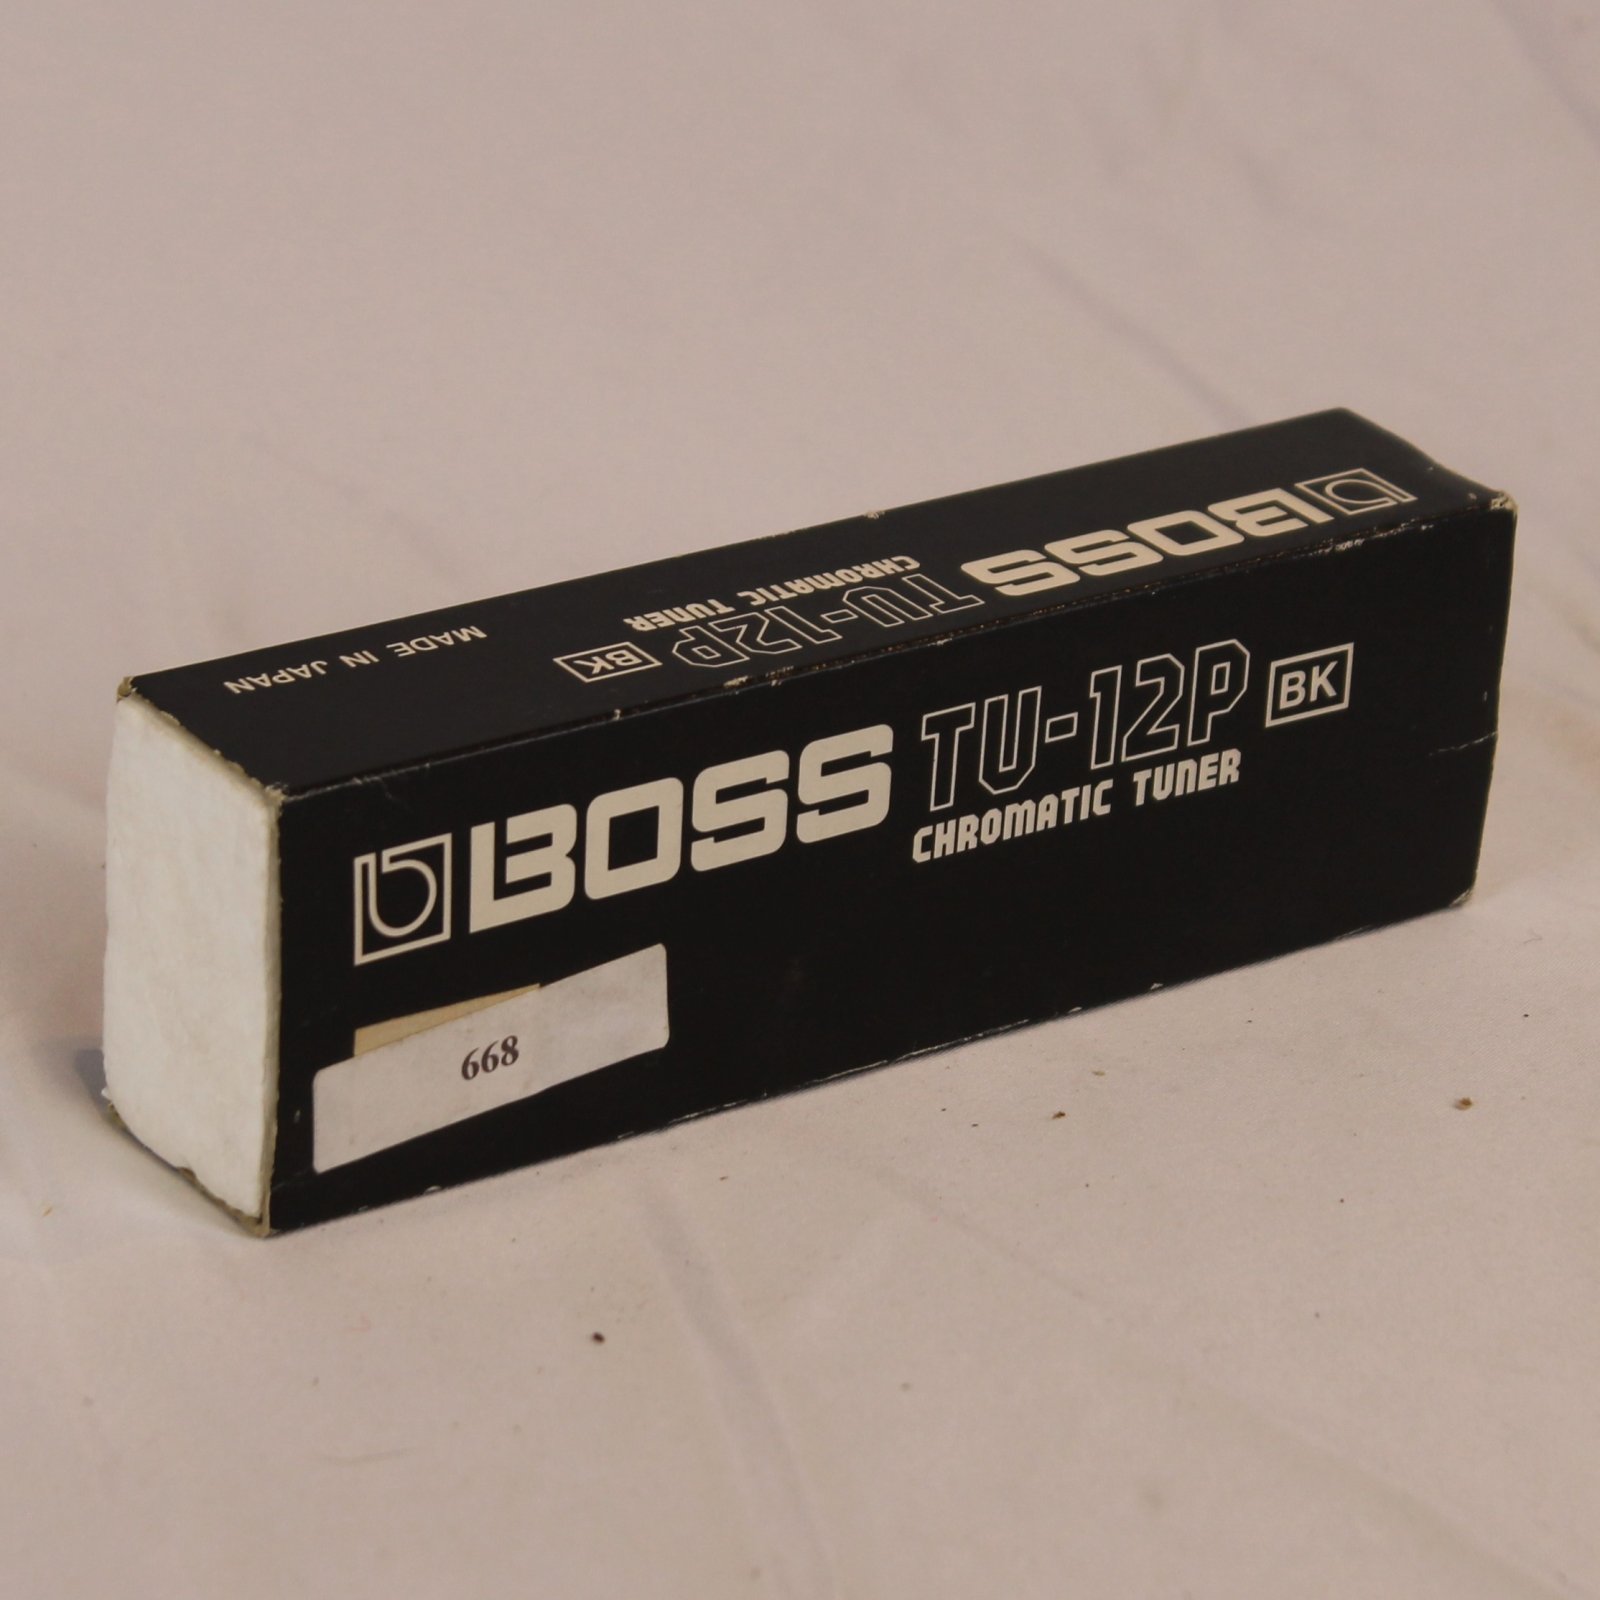 BOSS TU-12P BK
CHROMATIC TUNER
MADE IN JAPAN
BOSS TU-12P BK
CHROMATIC TUNER
668